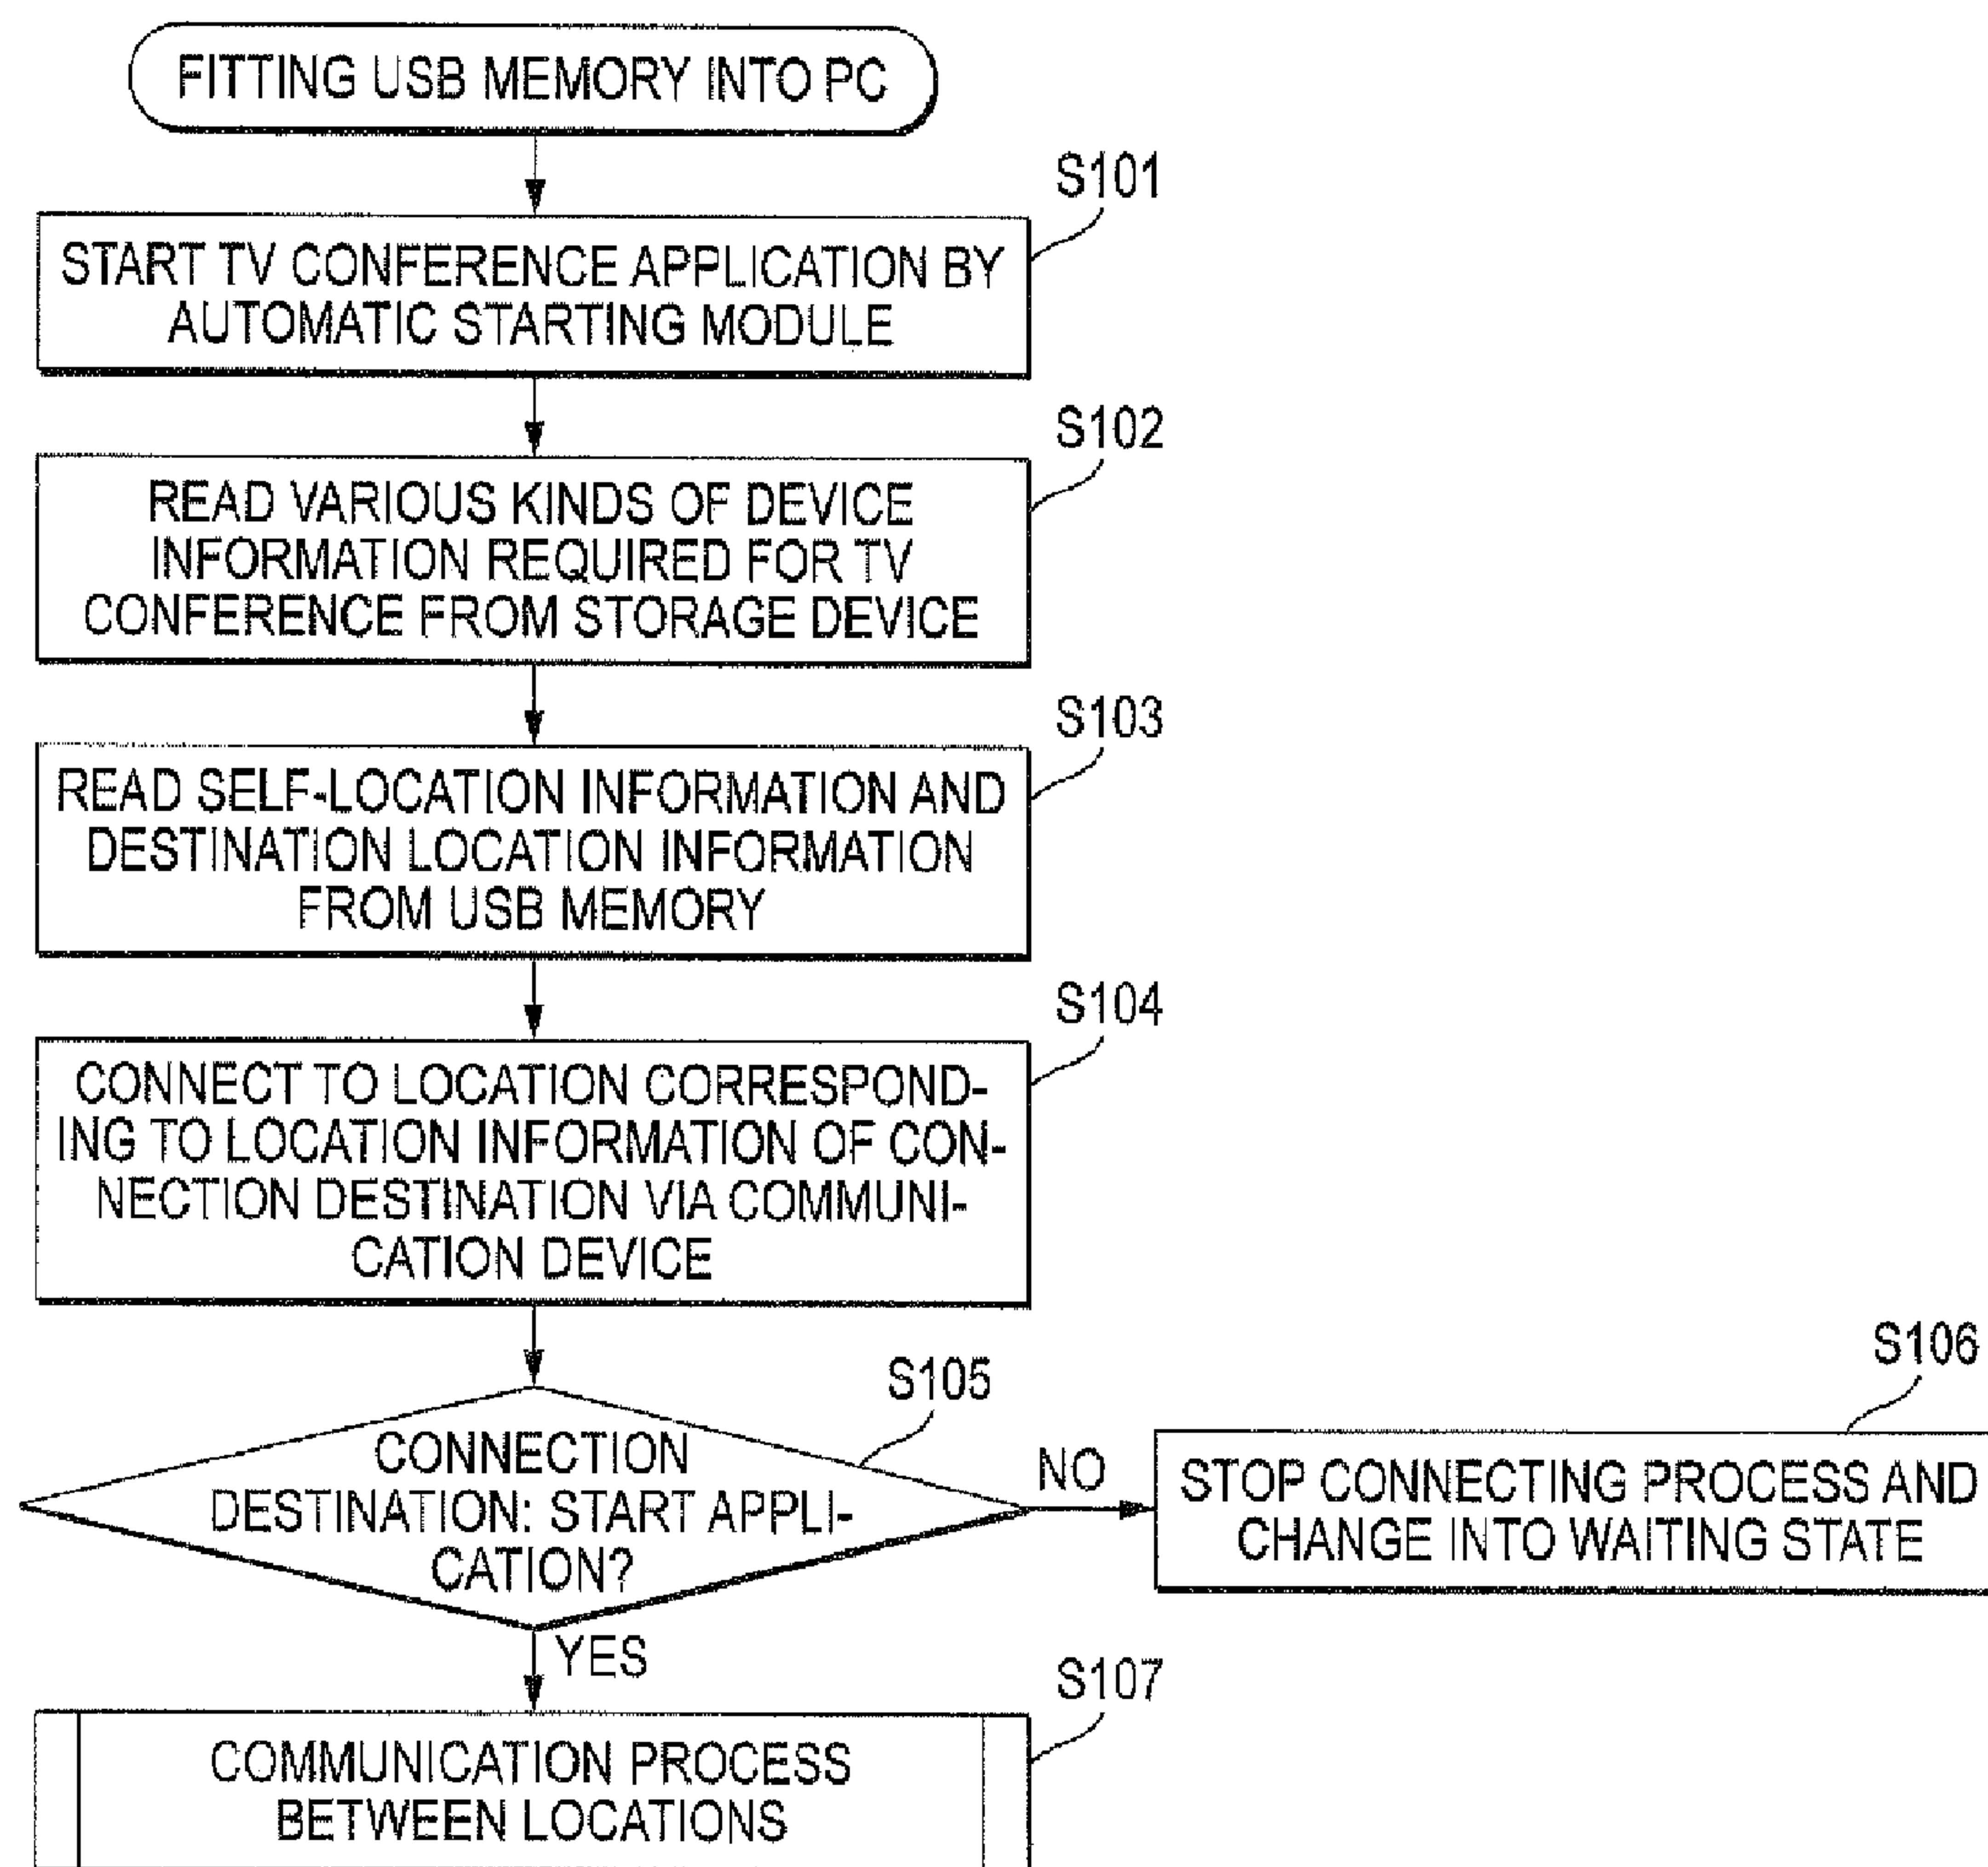 FITTING USB MEMORY INTO PC
S101
START TV CONFERENCE APPLICATION BY
AUTOMATIC STARTING MODULE
S102
READ VARIOUS KINDS OF DEVICE
INFORMATION REQUIRED FOR TV
CONFERENCE FROM STORAGE DEVICE
S103
READ SELF-LOCATION INFORMATION AND
DESTINATION LOCATION INFORMATION
FROM USB MEMORY
S104
CONNECT TO LOCATION CORRESPOND-
ING TO LOCATION INFORMATION OF CON-
NECTION DESTINATION VIA COMMUNI-
CATION DEVICE
S105
CONNECTION
DESTINATION: START APPLI-
CATION?
NO
S106
STOP CONNECTING PROCESS AND
CHANGE INTO WAITING STATE
YES
S107
COMMUNICATION PROCESS
BETWEEN LOCATIONS